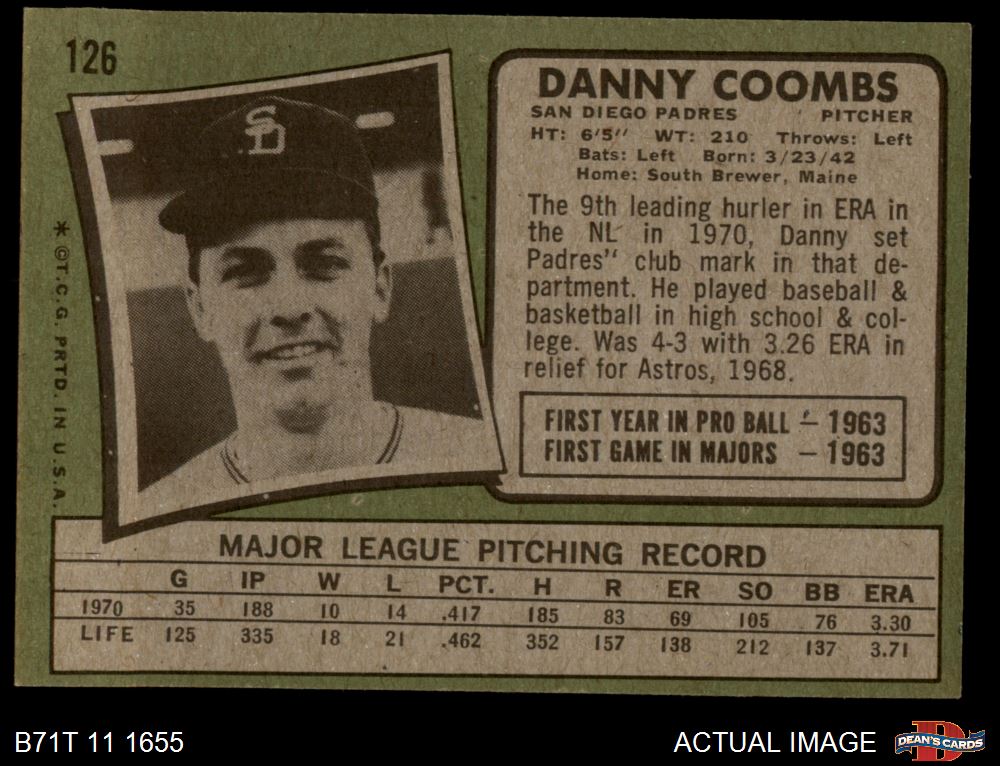 126
SD
* ©T.C.G. PRTD. IN U.S.A.
DANNY COOMBS
SAN DIEGO PADRES PITCHER
HT: 6'5" WT: 210 Throws: Left
Bats: Left Born: 3/23/42
Home: South Brewer, Maine
The 9th leading hurler in ERA in
the NL in 1970, Danny set
Padres" club mark in that de-
partment. He played baseball &
basketball in high school & col-
lege. Was 4-3 with 3.26 ERA in
relief for Astros, 1968.
FIRST YEAR IN PRO BALL — 1963
FIRST GAME IN MAJORS — 1963
MAJOR LEAGUE PITCHING RECORD
G IP W L PCT. H R ER SO BB ERA
1970 35 188 10 14 .417 185 83 69 105 76 3.30
LIFE 125 335 18 21 .462 352 157 138 212 137 3.71
B71T 11 1655
ACTUAL IMAGE
D
DEAN'S CARDS